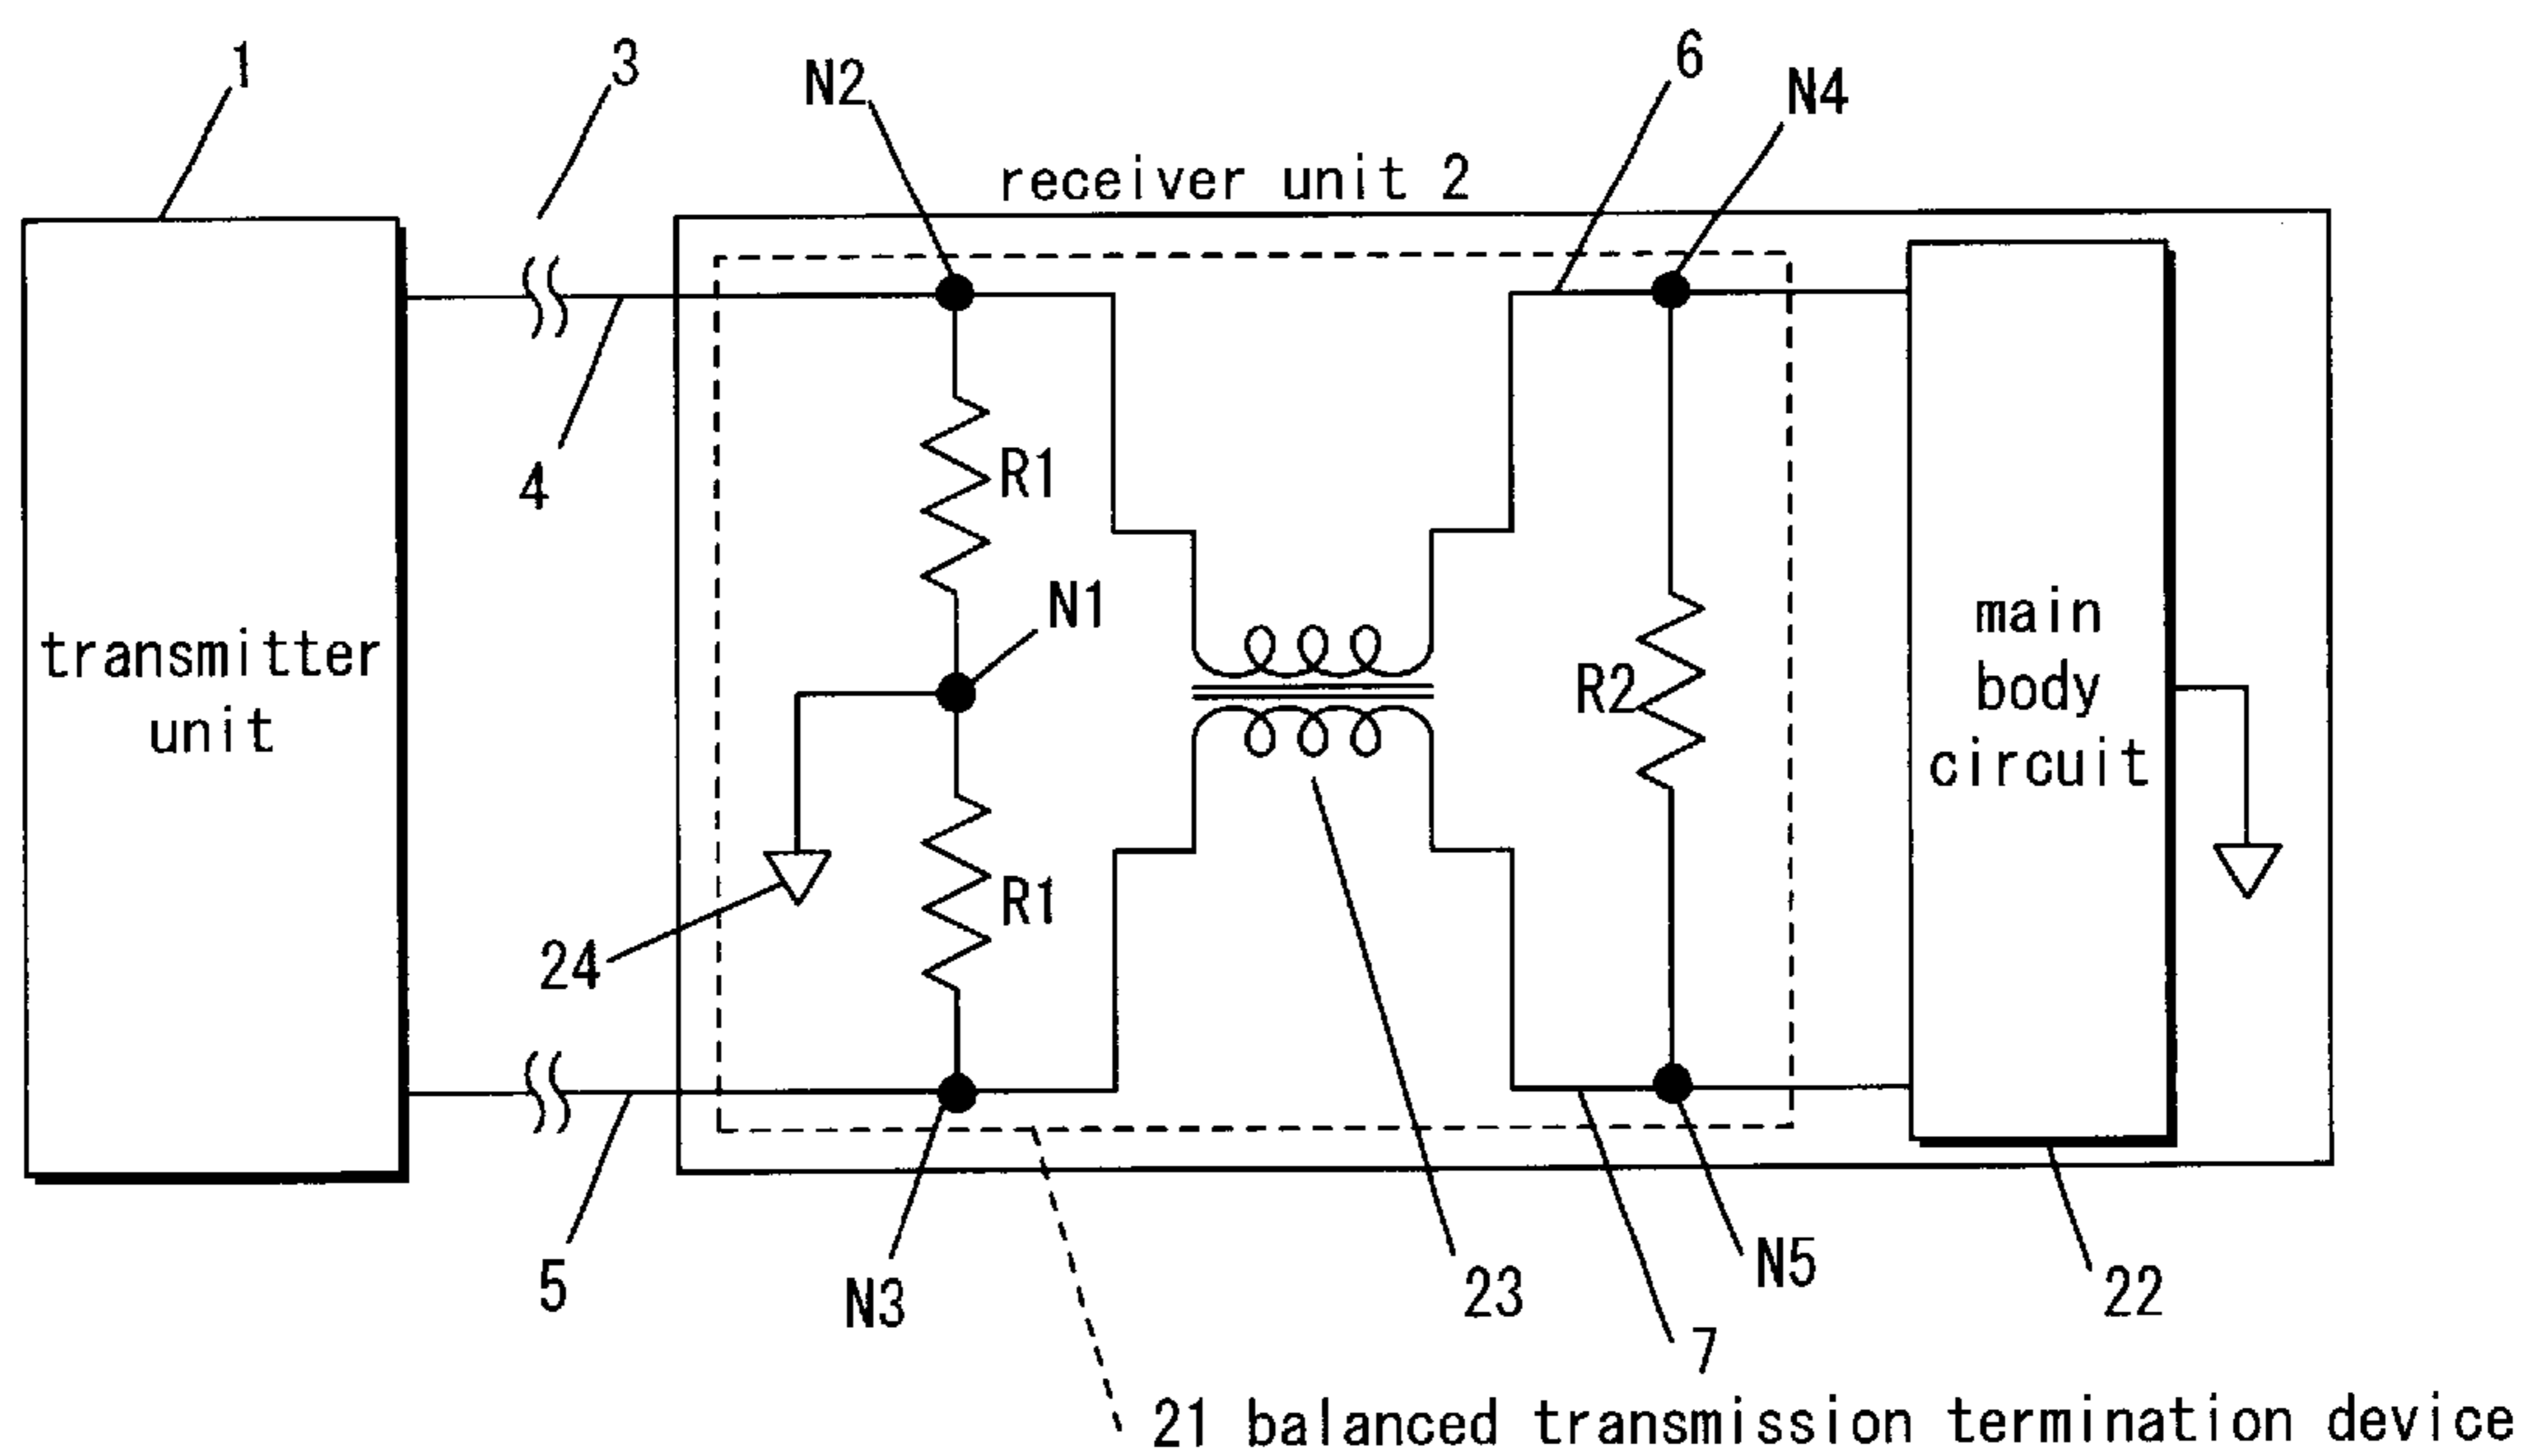 1
3
N2
6
N4
receiver unit 2
4
R1
N1
transmitter
unit
main
body
circuit
R2
R1
24
5
N3
23
N5
22
7
21 balanced transmission termination device